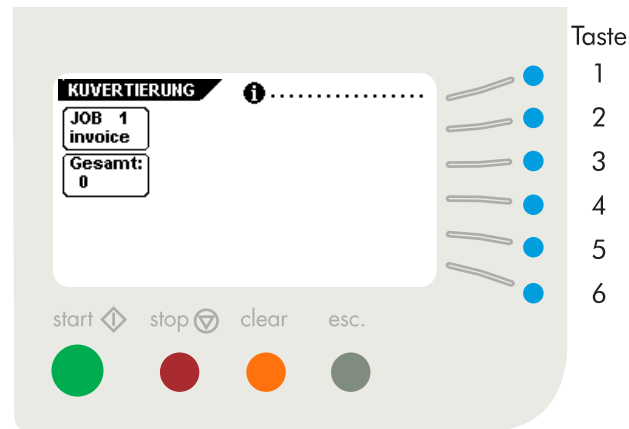 Taste
KUVERTIERUNG
i ..................
1
JOB 1
invoice
2
Gesamt:
0
3
4
5
6
start stop clear esc.